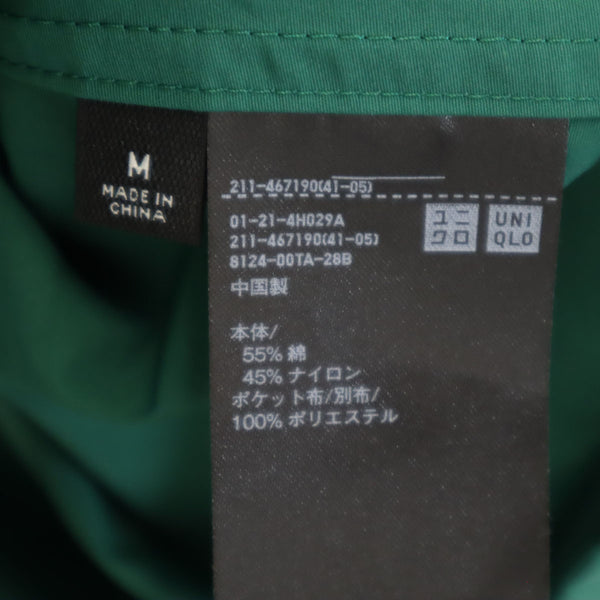 M
MADE IN
CHINA
211-467190(41-05)
01-21-4H029A
211-467190(41-05)
8124-00TA-28B
中国製
ユニ
クロ
UNI
QLO
本体/
55% 綿
45% ナイロン
ポケット布/別布/
100% ポリエステル